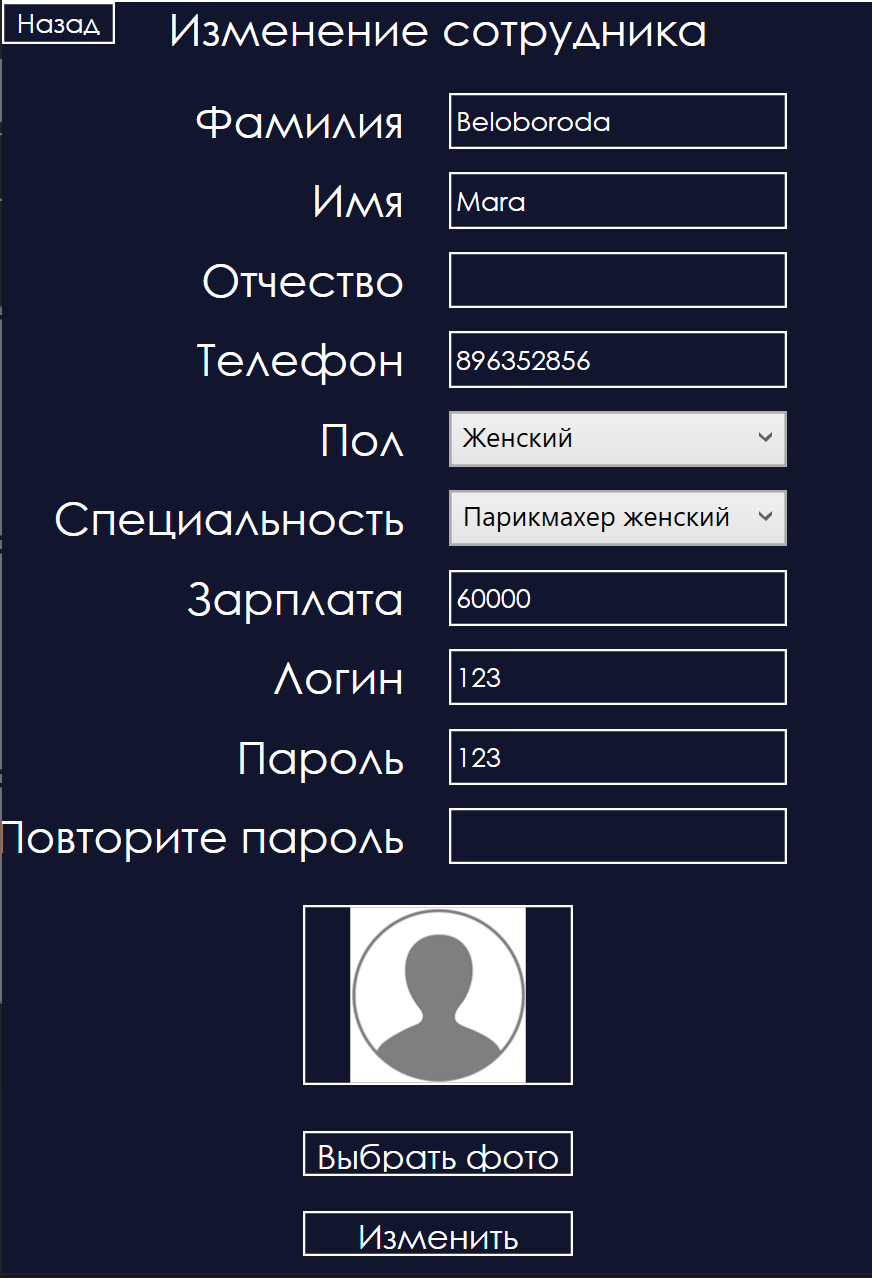 Назад
Изменение сотрудника
Фамилия Beloboroda
Имя Mara
Отчество
Телефон 896352856
Пол Женский
Специальность Парикмахер женский
Зарплата 60000
Логин 123
Пароль 123
Повторите пароль
Выбрать фото
Изменить